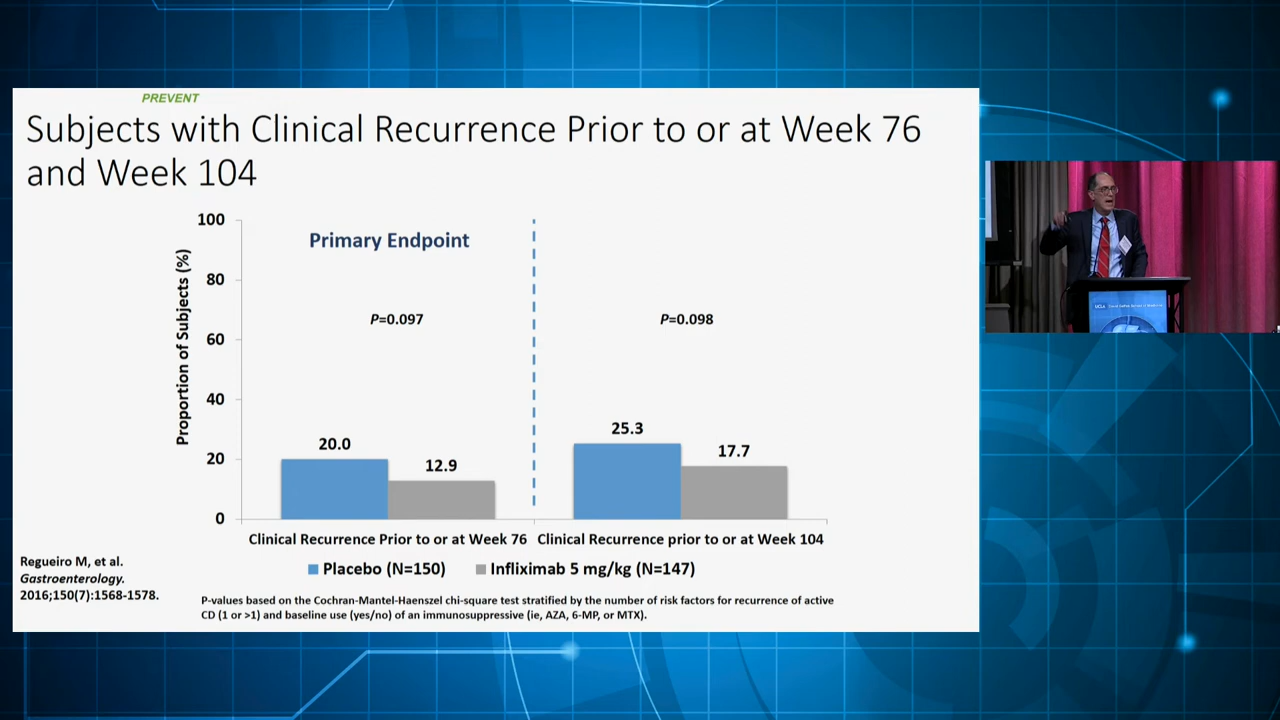 PREVENT
Subjects with Clinical Recurrence Prior to or at Week 76
and Week 104
Primary Endpoint
P=0.097
P=0.098
Proportion of Subjects (%)
100
80
60
40
20
0
20.0
12.9
25.3
17.7
Clinical Recurrence Prior to or at Week 76
Clinical Recurrence prior to or at Week 104
Placebo (N=150)
Infliximab 5 mg/kg (N=147)
Regueiro M, et al.
Gastroenterology.
2016;150(7):1568-1578.
P-values based on the Cochran-Mantel-Haenszel chi-square test stratified by the number of risk factors for recurrence of active
CD (1 or >1) and baseline use (yes/no) of an immunosuppressive (ie, AZA, 6-MP, or MTX).
UCLA